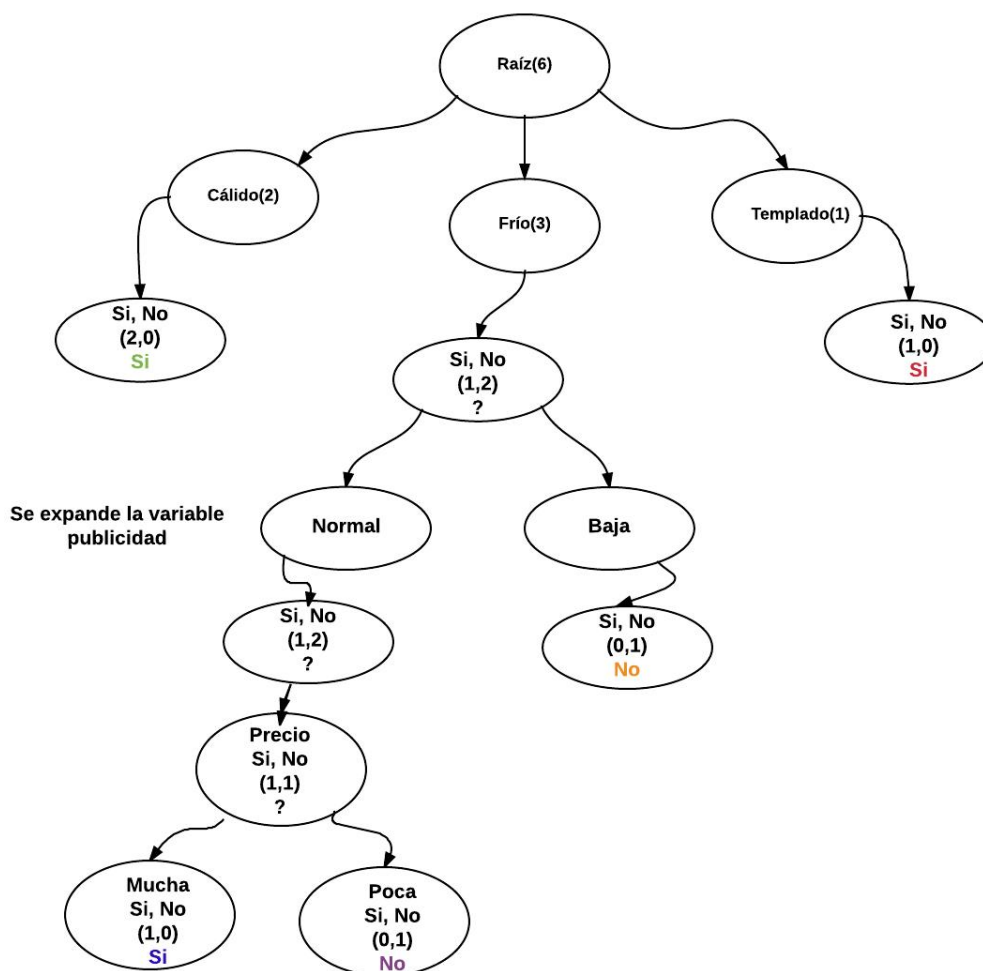 Raíz(6)
Cálido(2)
Frío(3)
Templado(1)
Si, No
(2,0)
Si
Si, No
(1,0)
Si
Si, No
(1,2)
?
Se expande la variable
publicidad
Normal
Baja
Si, No
(1,2)
?
Si, No
(0,1)
No
Precio
Si, No
(1,1)
?
Mucha
Si, No
(1,0)
Si
Poca
Si, No
(0,1)
No